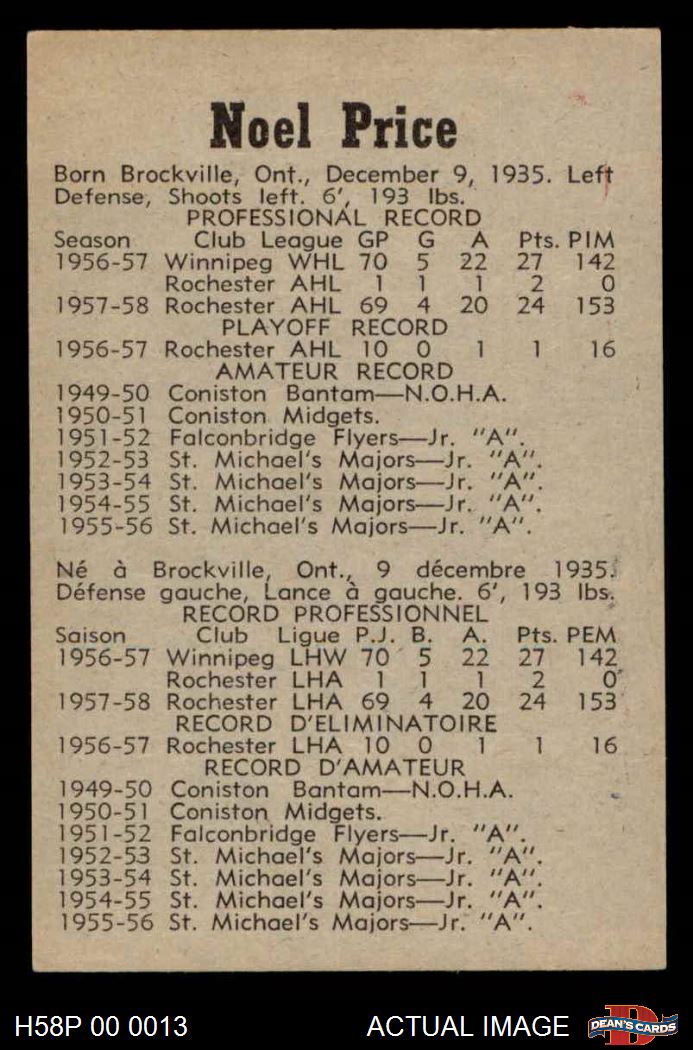 Noel Price
Born Brockville, Ont., December 9, 1935. Left
Defense, Shoots left. 6', 193 lbs.
PROFESSIONAL RECORD
Season Club League GP G A Pts. PIM
1956-57 Winnipeg WHL 70 5 22 27 142
Rochester AHL 1 1 1 2 0
1957-58 Rochester AHL 69 4 20 24 153
PLAYOFF RECORD
1956-57 Rochester AHL 10 0 1 1 16
AMATEUR RECORD
1949-50 Coniston Bantam—N.O.H.A.
1950-51 Coniston Midgets.
1951-52 Falconbridge Flyers—Jr. "A".
1952-53 St. Michael's Majors—Jr. "A".
1953-54 St. Michael's Majors—Jr. "A".
1954-55 St. Michael's Majors—Jr. "A".
1955-56 St. Michael's Majors—Jr. "A".
Né à Brockville, Ont., 9 décembre 1935.
Défense gauche, Lance à gauche. 6', 193 lbs.
RECORD PROFESSIONNEL
Saison Club Ligue P.J. B. A. Pts. PEM
1956-57 Winnipeg LHW 70 5 22 27 142
Rochester LHA 1 1 1 2 0
1957-58 Rochester LHA 69 4 20 24 153
RECORD D'ELIMINATOIRE
1956-57 Rochester LHA 10 0 1 1 16
RECORD D'AMATEUR
1949-50 Coniston Bantam—N.O.H.A.
1950-51 Coniston Midgets.
1951-52 Falconbridge Flyers—Jr. "A".
1952-53 St. Michael's Majors—Jr. "A".
1953-54 St. Michael's Majors—Jr. "A".
1954-55 St. Michael's Majors—Jr. "A".
1955-56 St. Michael's Majors—Jr. "A".
H58P 00 0013 ACTUAL IMAGE D DEAN'S CARDS